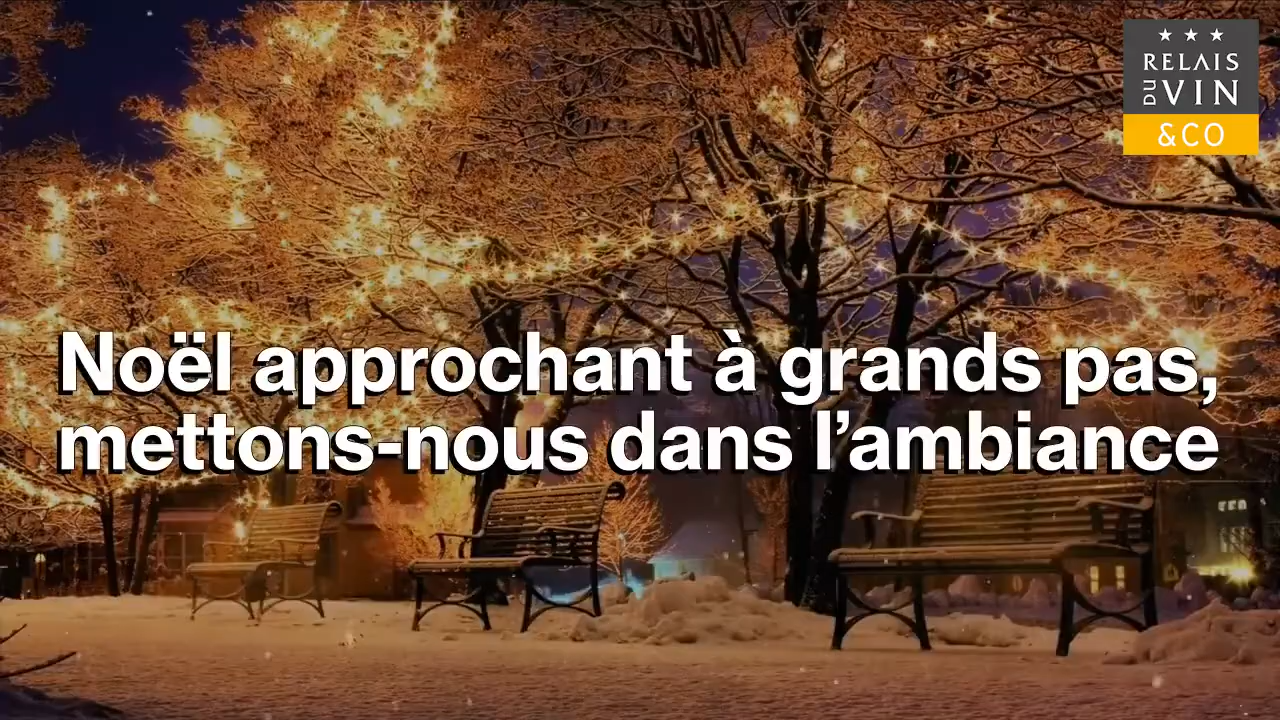 RELAIS
DU VIN
&CO
Noël approchant à grands pas,
mettons-nous dans l’ambiance